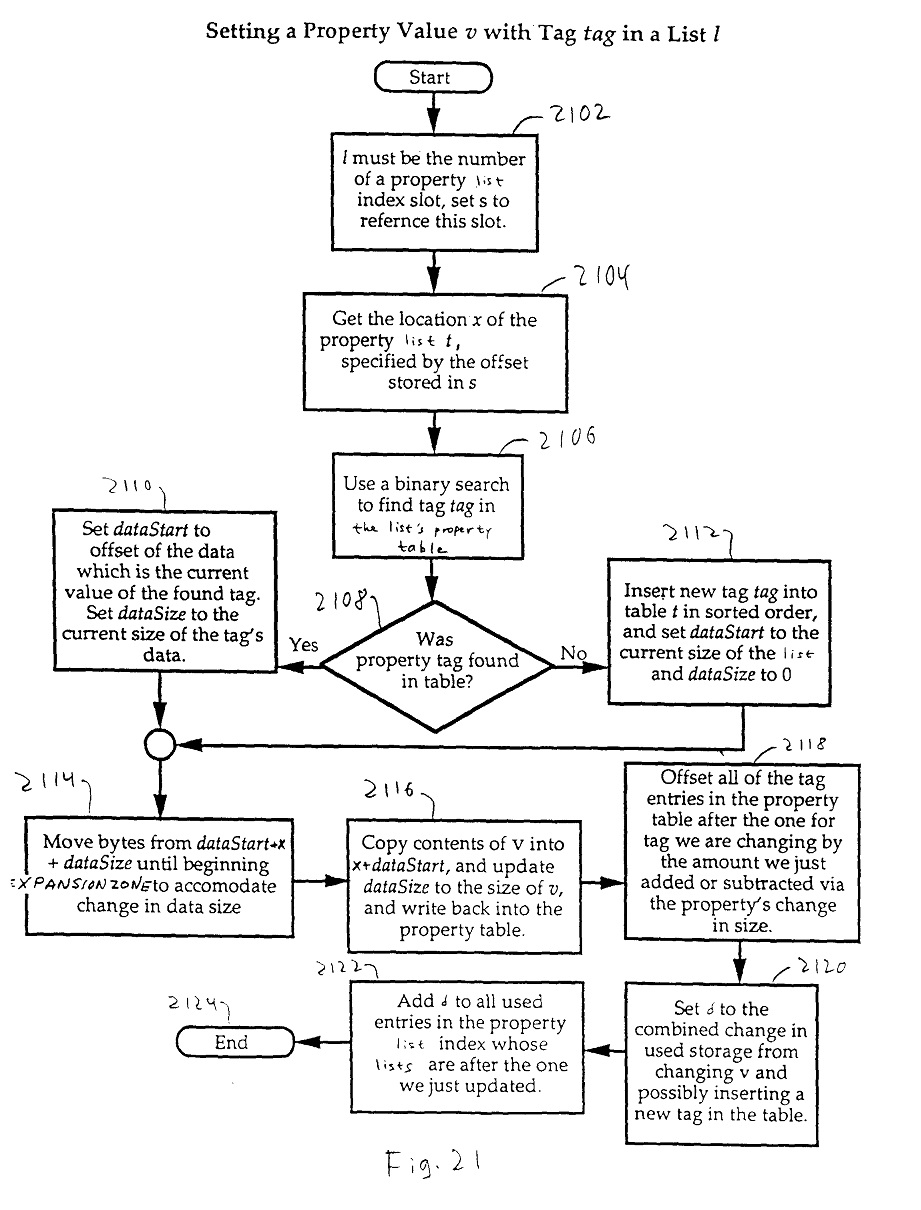 Setting a Property Value v with Tag tag in a List l
Start
2102
l must be the number
of a property list
index slot, set s to
refernce this slot.
2104
Get the location x of the
property list t,
specified by the offset
stored in s
2106
Use a binary search
to find tag tag in
the list's property
table
2110
Set dataStart to
offset of the data
which is the current
value of the found tag.
Set dataSize to the
current size of the tag's
data.
2108
Was
property tag found
in table?
Yes
No
2112
Insert new tag tag into
table t in sorted order,
and set dataStart to the
current size of the list
and dataSize to 0
2114
Move bytes from dataStart+x
+ dataSize until beginning
EXPANSION ZONE to accomodate
change in data size
2116
Copy contents of v into
x+dataStart, and update
dataSize to the size of v,
and write back into the
property table.
2118
Offset all of the tag
entries in the property
table after the one for
tag we are changing by
the amount we just
added or subtracted via
the property's change
in size.
2120
Set d to the
combined change in
used storage from
changing v and
possibly inserting a
new tag in the table.
2122
Add d to all used
entries in the property
list index whose
lists are after the one
we just updated.
2124
End
Fig. 21